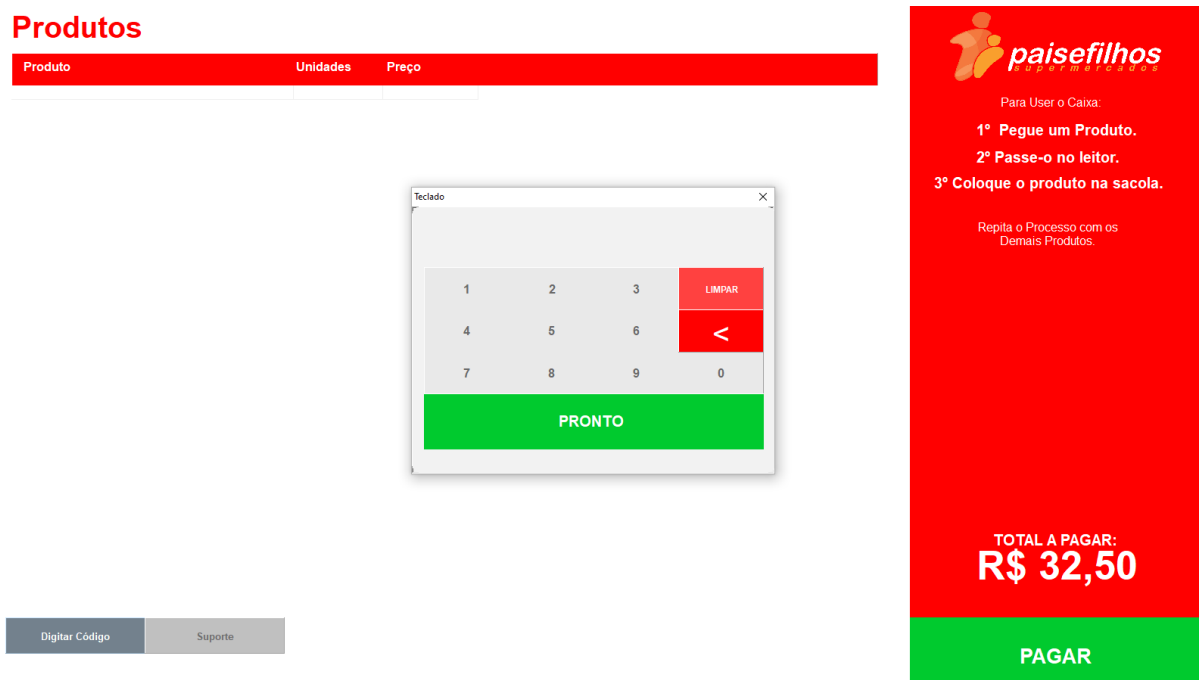 Produtos
Produto Unidades Preço
Teclado
1 2 3 LIMPAR
4 5 6 <
7 8 9 0
PRONTO
Digitar Código Suporte
paisefilhos
supermercados
Para User o Caixa:
1º Pegue um Produto.
2º Passe-o no leitor.
3º Coloque o produto na sacola.
Repita o Processo com os
Demais Produtos.
TOTAL A PAGAR:
R$ 32,50
PAGAR